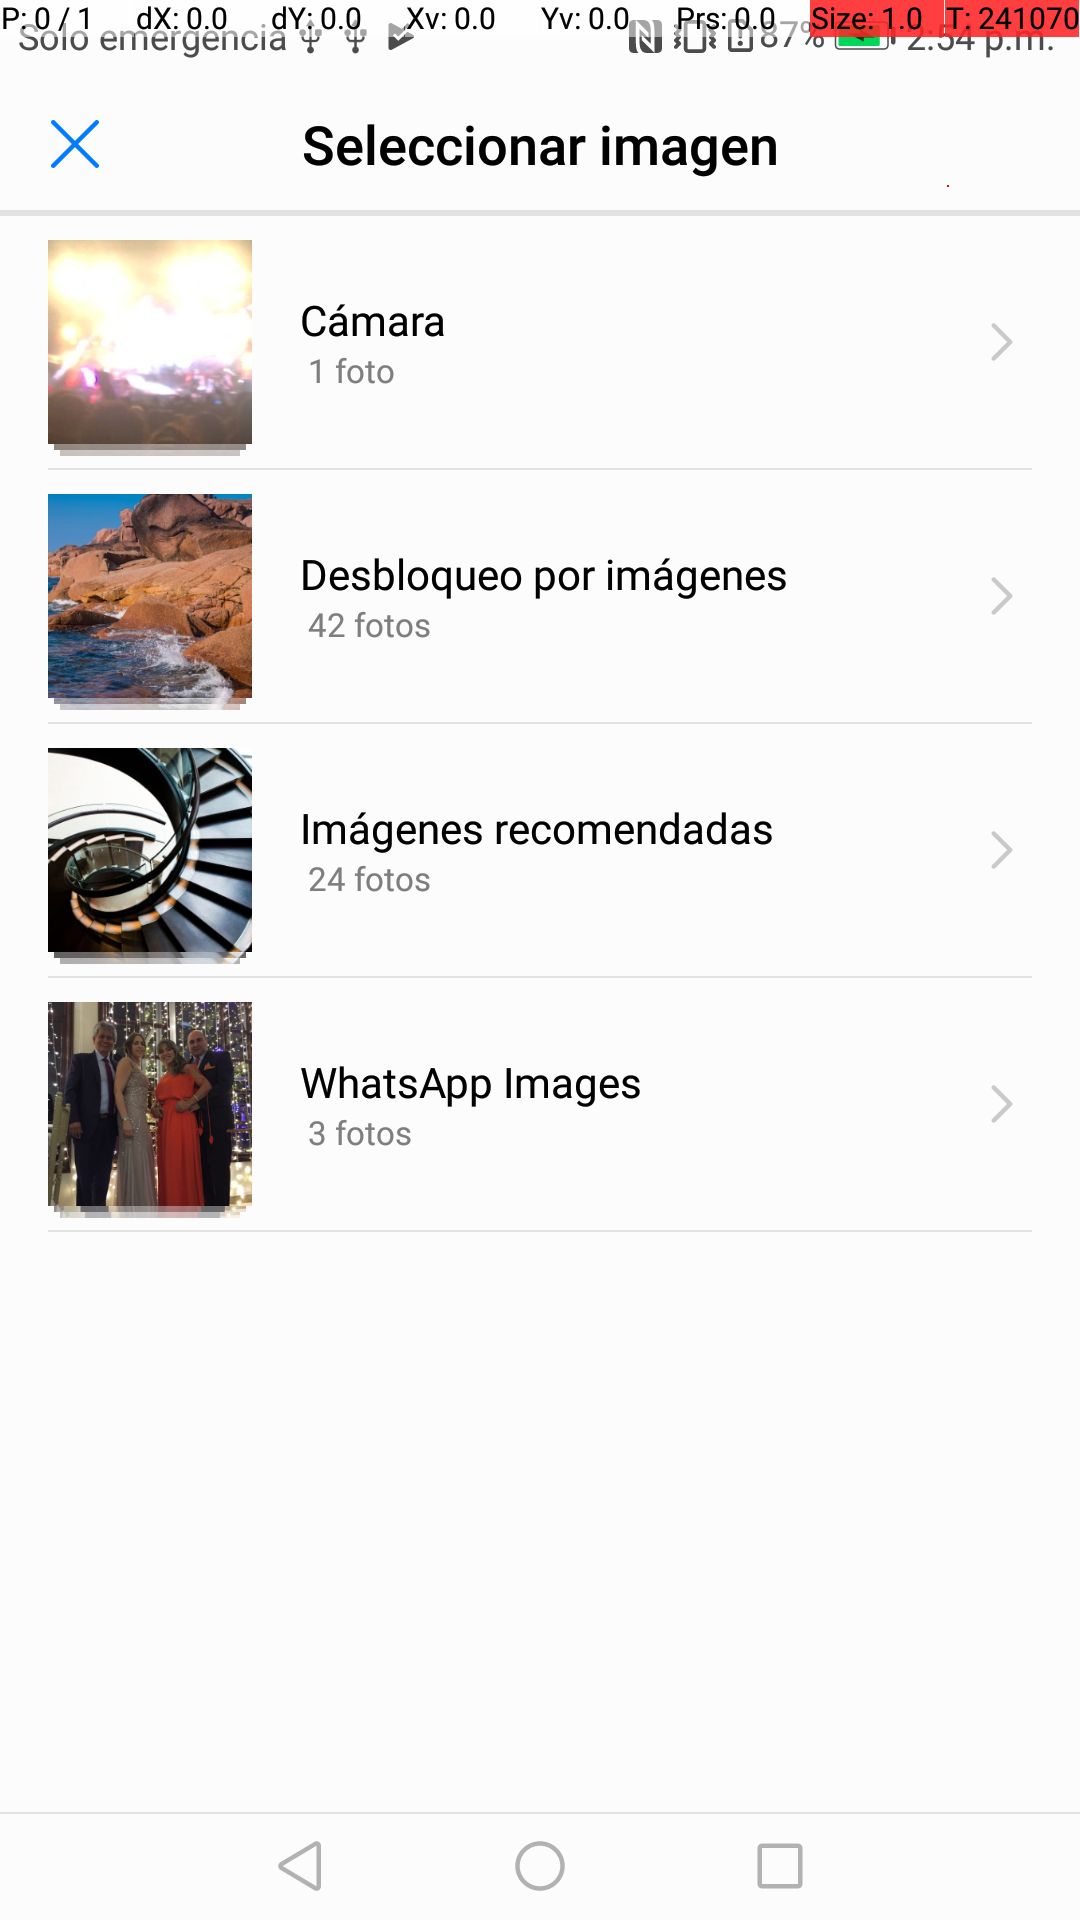 P: 0 / 1 dX: 0.0 dY: 0.0 Xv: 0.0 Yv: 0.0 Prs: 0.0 Size: 1.0 T: 241070
Solo emergencia 87% 2:54 p.m.
Seleccionar imagen
Cámara
1 foto
Desbloqueo por imágenes
42 fotos
Imágenes recomendadas
24 fotos
WhatsApp Images
3 fotos